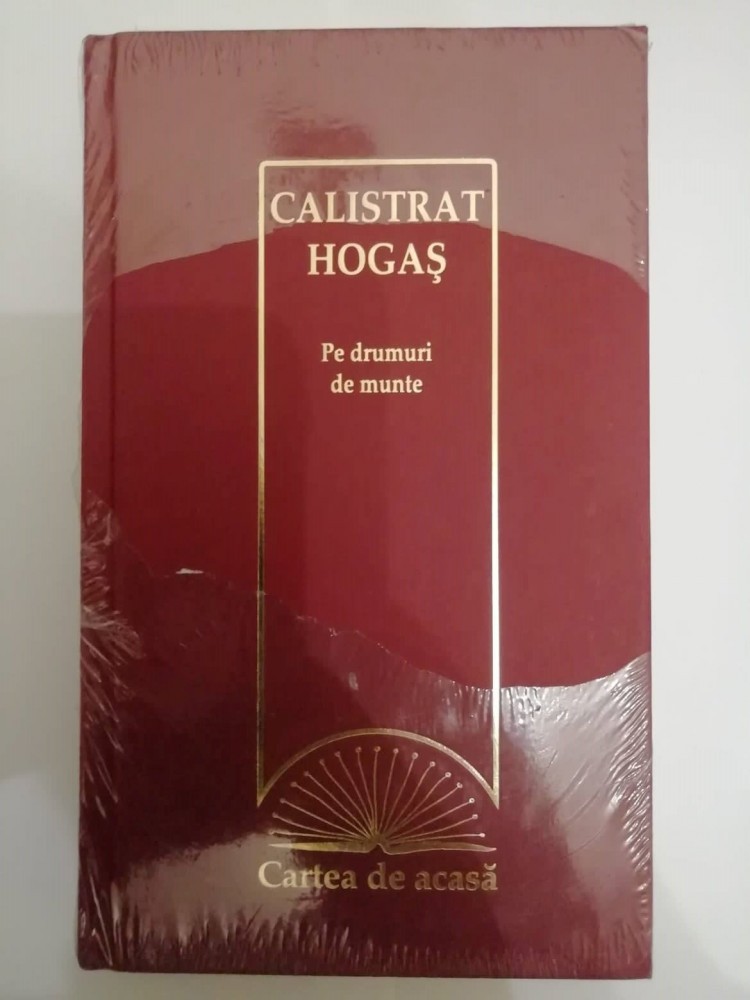 CALISTRAT
HOGAŞ
Pe drumuri
de munte
Cartea de acasă